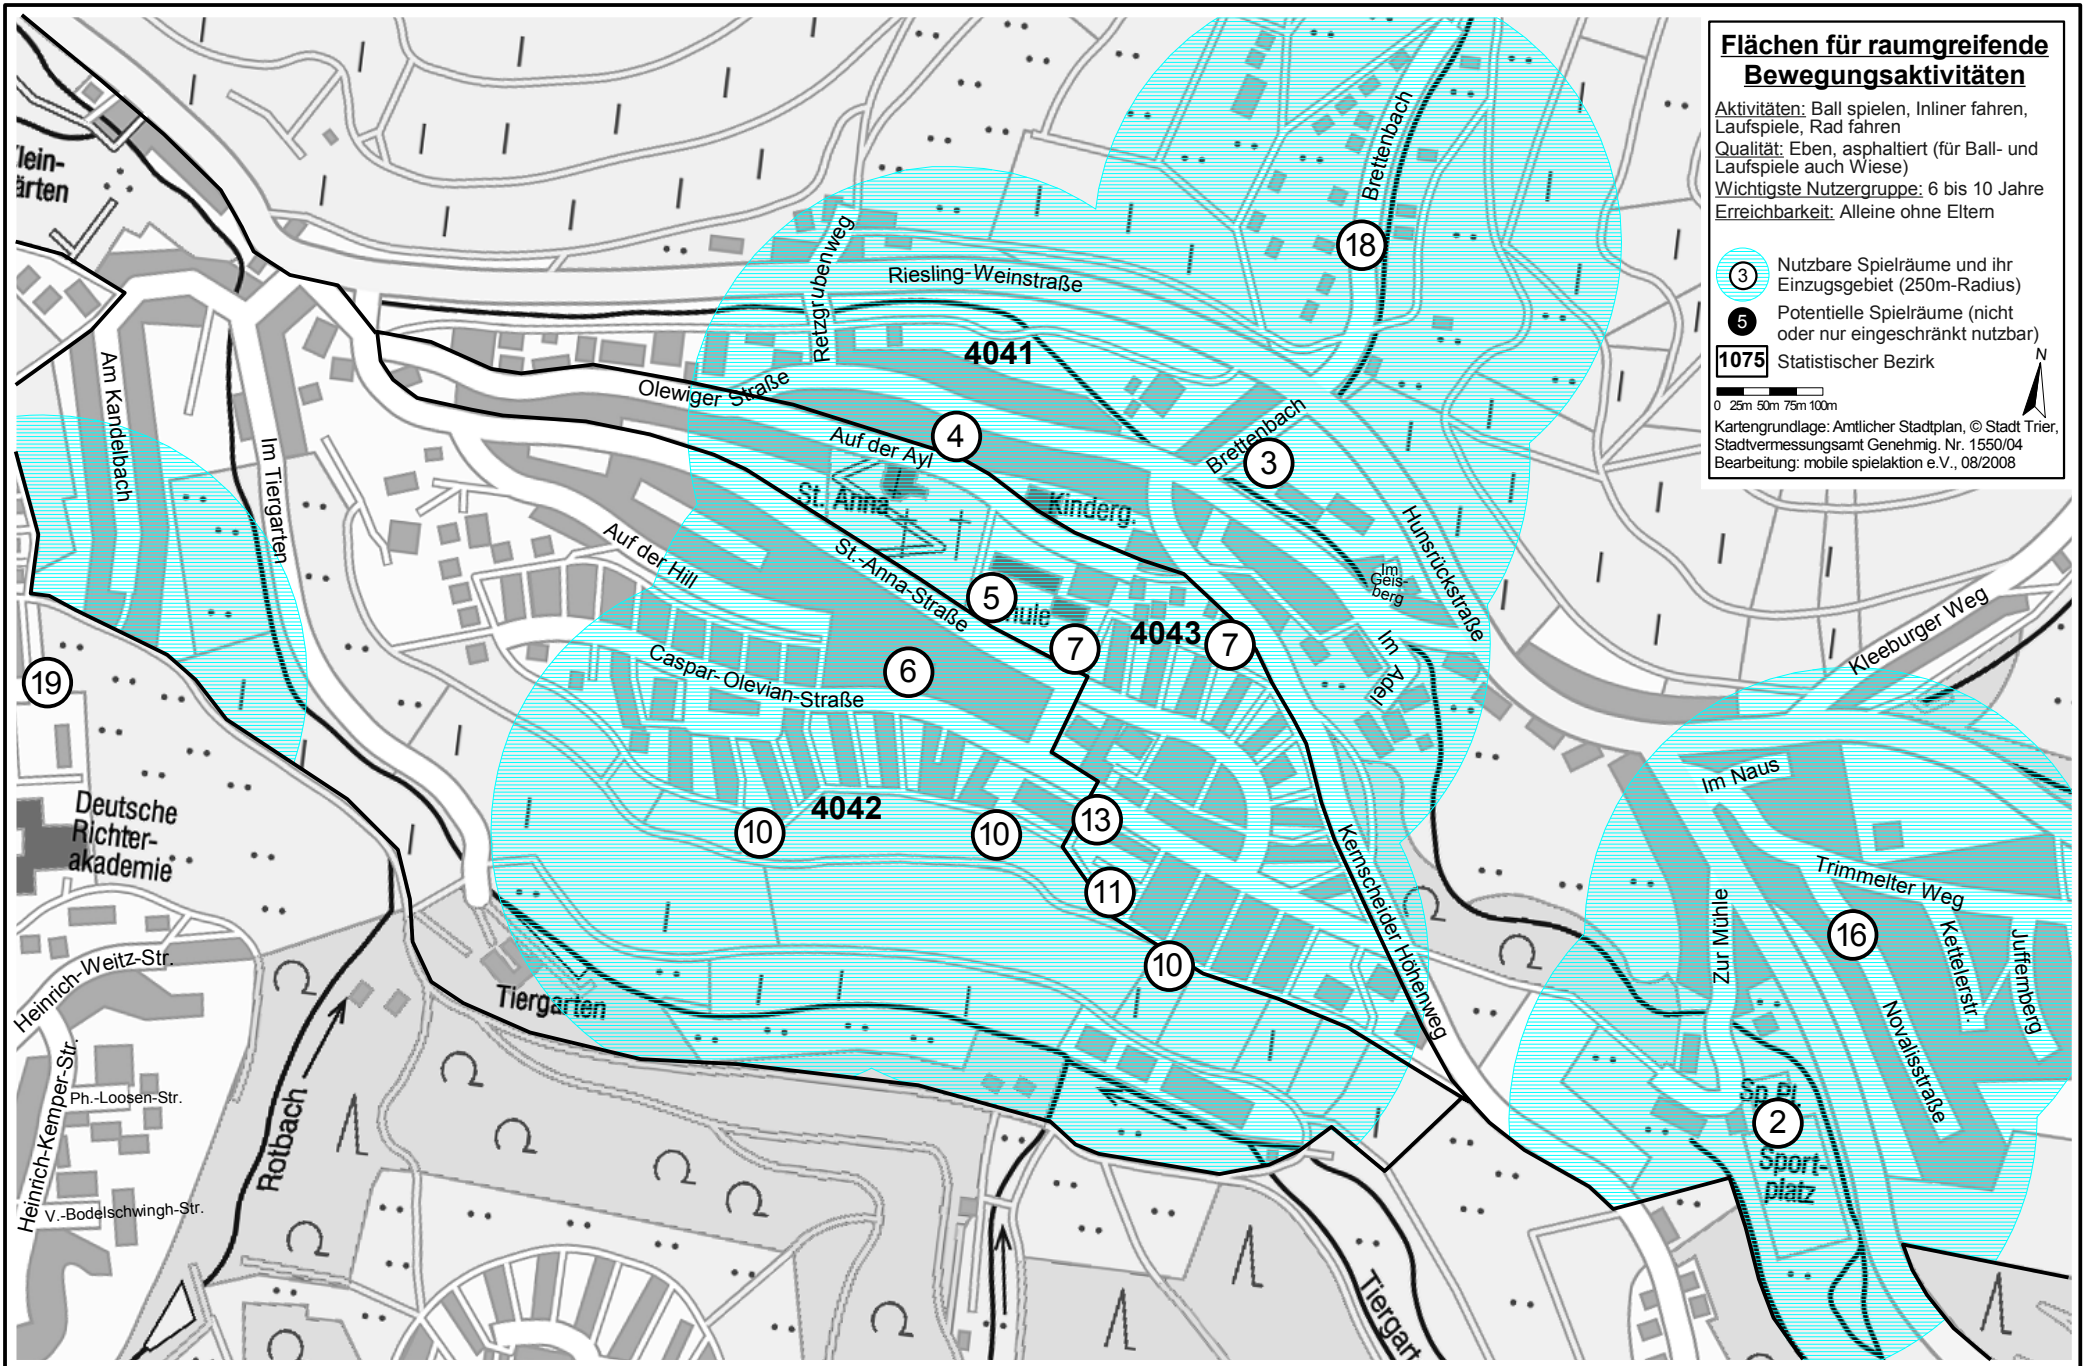 Flächen für raumgreifende
Bewegungsaktivitäten
Aktivitäten: Ball spielen, Inliner fahren,
Laufspiele, Rad fahren
Qualität: Eben, asphaltiert (für Ball- und
Laufspiele auch Wiese)
Wichtigste Nutzergruppe: 6 bis 10 Jahre
Erreichbarkeit: Alleine ohne Eltern
3
Nutzbare Spielräume und ihr
Einzugsgebiet (250m-Radius)
5
Potentielle Spielräume (nicht
oder nur eingeschränkt nutzbar)
1075 Statistischer Bezirk
N
0 25m 50m 75m 100m
Kartengrundlage: Amtlicher Stadtplan, © Stadt Trier,
Stadtvermessungsamt Genehmig. Nr. 1550/04
Bearbeitung: mobile spielaktion e.V., 08/2008
lein-
ärten
Brettenbach
18
Retzgrubenweg
Riesling-Weinstraße
4041
Am Kandelbach
Im Tiergarten
Olewiger Straße
Auf der Ayl
4
Brettenbach
3
St. Anna
Kinderg.
Hunsrückstraße
Im
Geis-
berg
Auf der Hill
St.-Anna-Straße
5
hule
7
4043
7
Im Adel
Kleeburger Weg
19
Caspar-Olevian-Straße
6
Im Naus
Deutsche
Richter-
akademie
4042
10
10
13
11
10
Kernscheider Höhenweg
Trimmelter Weg
Zur Mühle
16
Kettelerstr.
Juffernberg
Novalisstraße
Heinrich-Weitz-Str.
Tiergarten
Heinrich-Kemper-Str.
Ph.-Loosen-Str.
Rotbach
V.-Bodelschwingh-Str.
Sp.Pl.
2
Sport-
platz
Tiergart